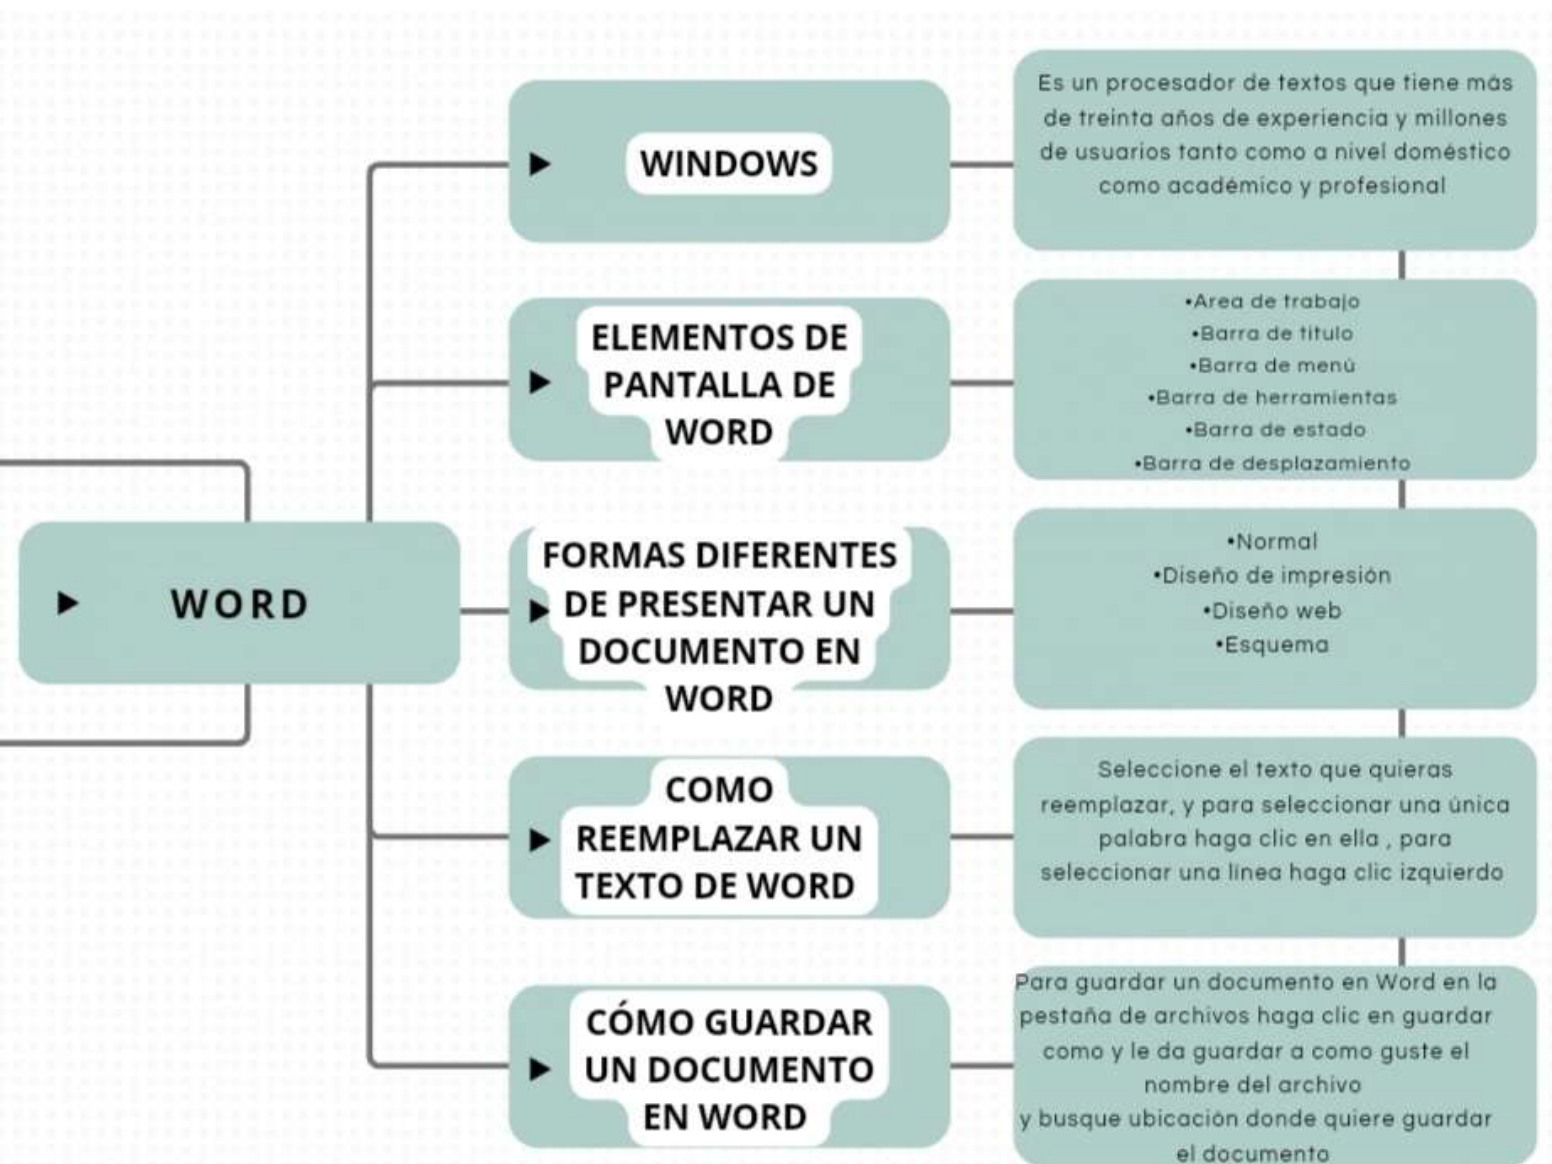 WORD
WINDOWS
Es un procesador de textos que tiene más
de treinta años de experiencia y millones
de usuarios tanto como a nivel doméstico
como académico y profesional
ELEMENTOS DE
PANTALLA DE
WORD
•Area de trabajo
•Barra de titulo
•Barra de menú
•Barra de herramientas
•Barra de estado
•Barra de desplazamiento
FORMAS DIFERENTES
DE PRESENTAR UN
DOCUMENTO EN
WORD
•Normal
•Diseño de impresión
•Diseño web
•Esquema
COMO
REEMPLAZAR UN
TEXTO DE WORD
Seleccione el texto que quieras
reemplazar, y para seleccionar una única
palabra haga clic en ella , para
seleccionar una línea haga clic izquierdo
CÓMO GUARDAR
UN DOCUMENTO
EN WORD
Para guardar un documento en Word en la
pestaña de archivos haga clic en guardar
como y le da guardar a como guste el
nombre del archivo
y busque ubicación donde quiere guardar
el documento